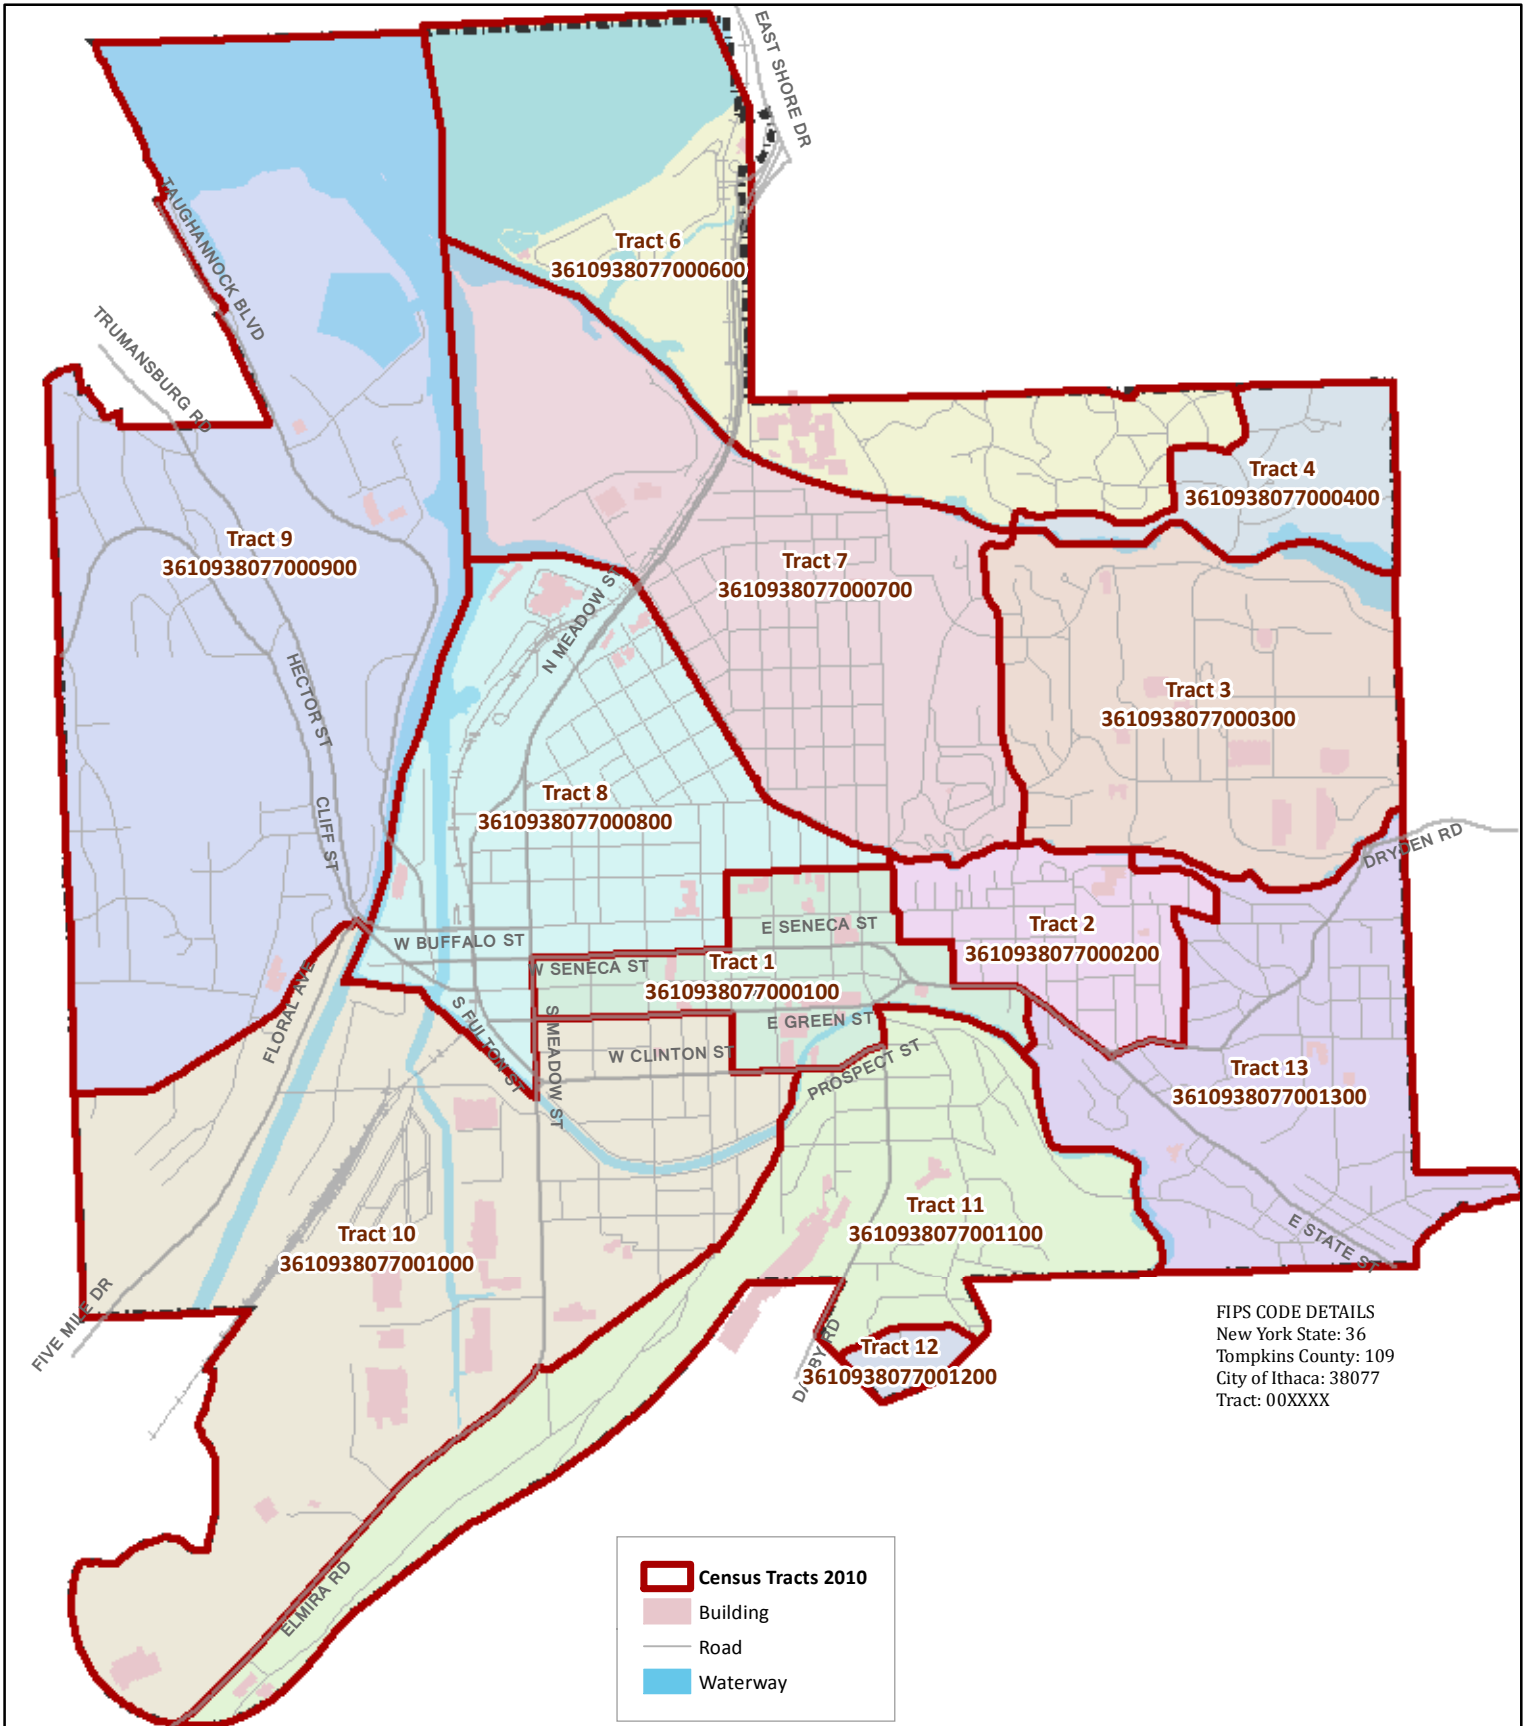 EAST SHORE DR
TAUGHANNOCK BLVD
Tract 6
3610938077000600
TRUMANSBURG RD
Tract 4
3610938077000400
Tract 9
3610938077000900
Tract 7
3610938077000700
N MEADOW ST
HECTOR ST
Tract 3
3610938077000300
CLIFF ST
Tract 8
3610938077000800
DRYDEN RD
E SENECA ST
W BUFFALO ST
Tract 2
3610938077000200
W SENECA ST
Tract 1
3610938077000100
FLORAL AVE
S FULTON ST
S MEADOW ST
E GREEN ST
W CLINTON ST
PROSPECT ST
Tract 13
3610938077001300
Tract 11
3610938077001100
Tract 10
3610938077001000
E STATE ST
FIVE MILE DR
DANBY RD
Tract 12
3610938077001200
FIPS CODE DETAILS
New York State: 36
Tompkins County: 109
City of Ithaca: 38077
Tract: 00XXXX
ELMIRA RD
Census Tracts 2010
Building
Road
Waterway